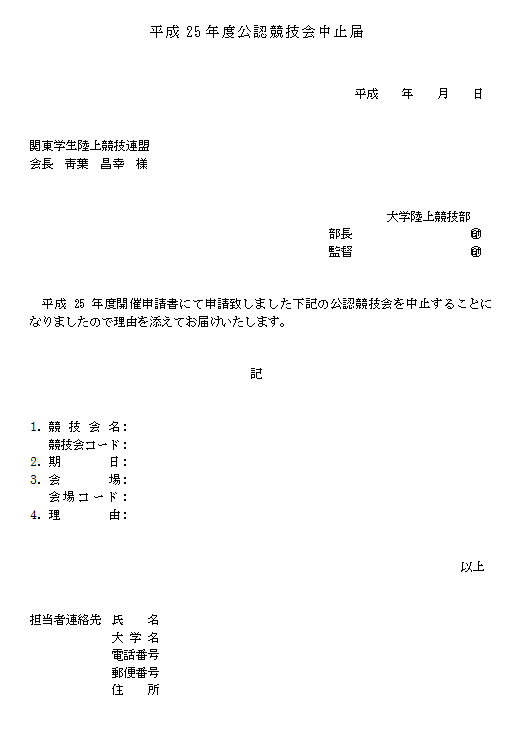 平成 25 年度公認競技会中止届
平成　　年　　月　　日
関東学生陸上競技連盟
会長　青葉　昌幸　様
大学陸上競技部
部長　　　　　　　　　　㊞
監督　　　　　　　　　　㊞
平成 25 年度開催申請書にて申請致しました下記の公認競技会を中止することに
なりましたので理由を添えてお届けいたします。
記
1. 競 技 会 名：
競技会コード：
2. 期　　　　日：
3. 会　　　　場：
会場コード：
4. 理　　　　由：
以上
担当者連絡先　氏　　名
大 学 名
電話番号
郵便番号
住　　所